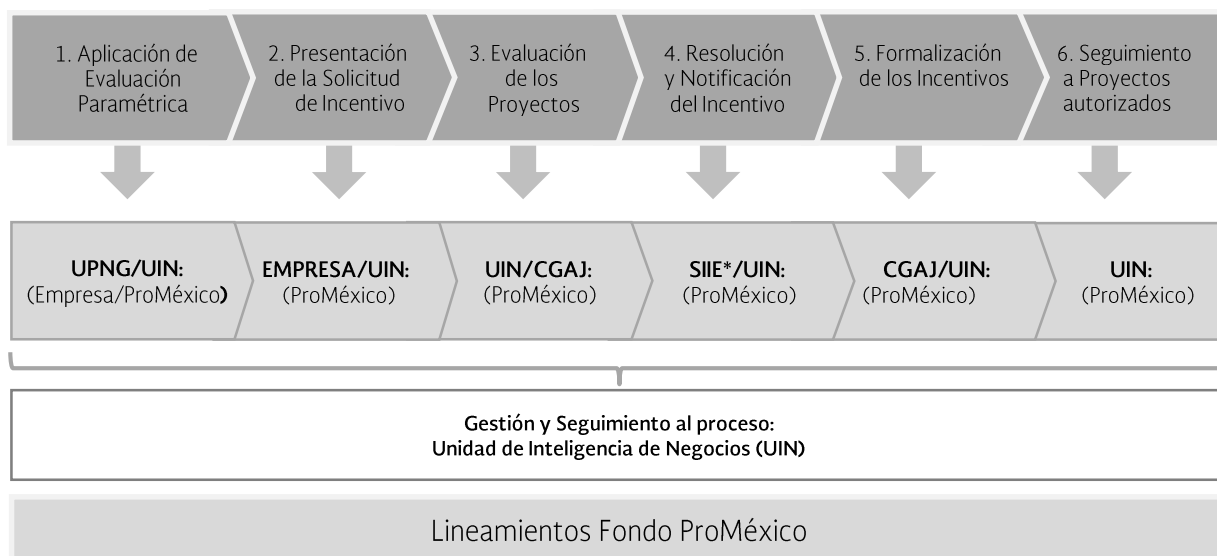 1. Aplicación de
Evaluación
Paramétrica
2. Presentación
de la Solicitud
de Incentivo
3. Evaluación
de los
Proyectos
4. Resolución
y Notificación
del Incentivo
5. Formalización
de los Incentivos
6. Seguimiento
a Proyectos
autorizados
UPNG/UIN:
(Empresa/ProMéxico)
EMPRESA/UIN:
(ProMéxico)
UIN/CGAJ:
(ProMéxico)
SIIE*/UIN:
(ProMéxico)
CGAJ/UIN:
(ProMéxico)
UIN:
(ProMéxico)
Gestión y Seguimiento al proceso:
Unidad de Inteligencia de Negocios (UIN)
Lineamientos Fondo ProMéxico